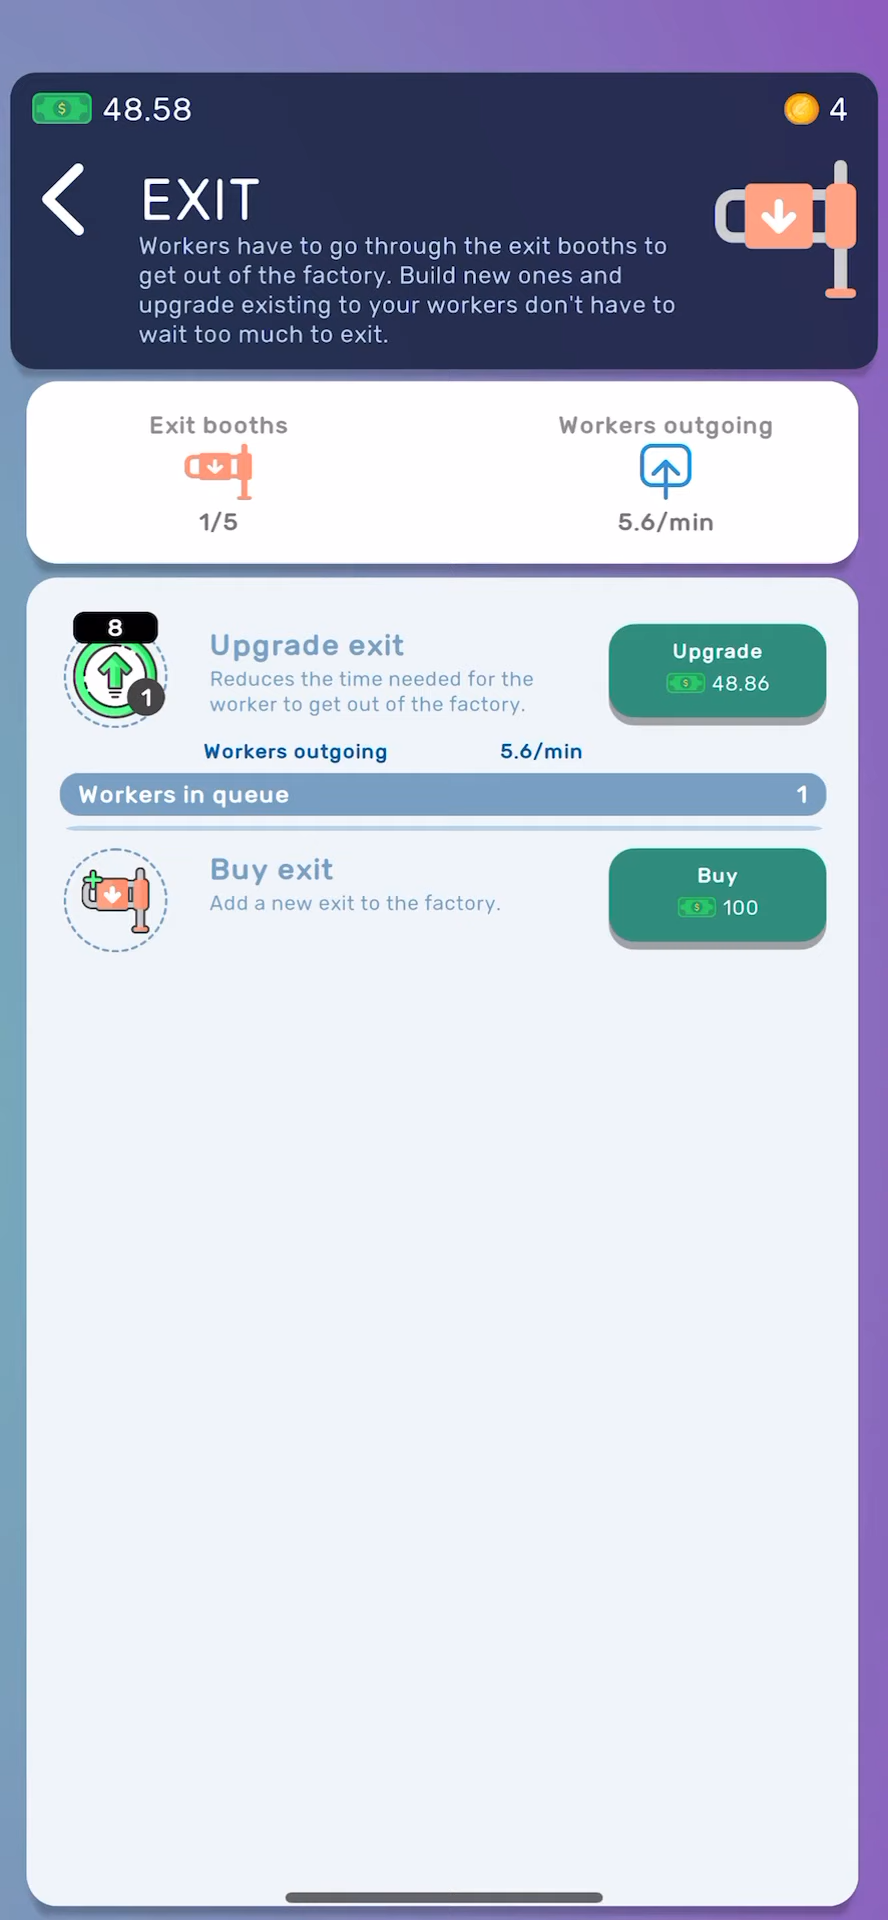 48.58
4
EXIT
Workers have to go through the exit booths to
get out of the factory. Build new ones and
upgrade existing to your workers don't have to
wait too much to exit.
Exit booths
1/5
Workers outgoing
5.6/min
8
1
Upgrade exit
Reduces the time needed for the
worker to get out of the factory.
Upgrade
$ 48.86
Workers outgoing 5.6/min
Workers in queue 1
Buy exit
Add a new exit to the factory.
Buy
$ 100